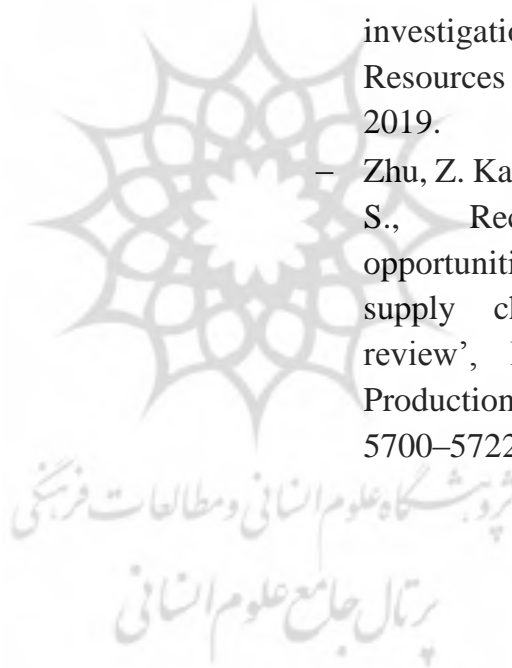 investigatio
Resources
2019.
– Zhu, Z. Ka
S., Rec
opportuniti
supply cl
review’,
Production
5700–5722
پژوهشگاه علوم انسانی و مطالعات فرهنگی
پرتال جامع علوم انسانی